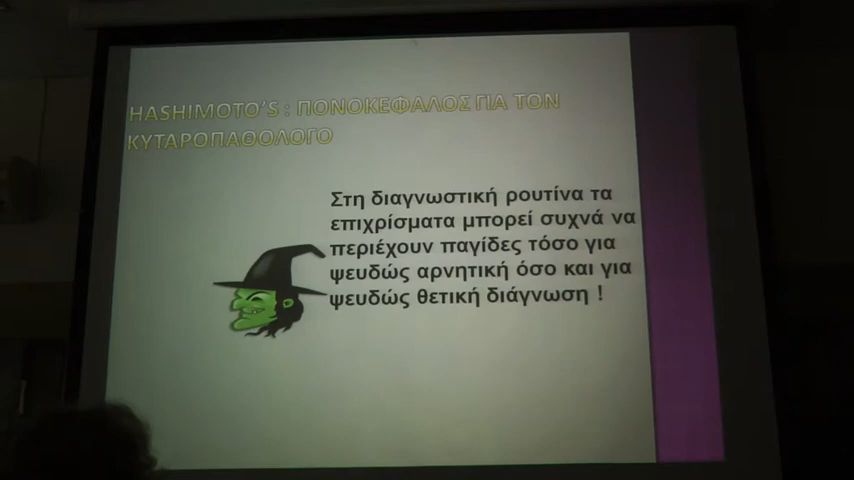 HASHIMOTO'S : ΠΟΝΟΚΕΦΑΛΟΣ ΓΙΑ ΤΟΝ
ΚΥΤΑΡΟΠΑΘΟΛΟΓΟ
Στη διαγνωστική ρουτίνα τα
επιχρίσματα μπορεί συχνά να
περιέχουν παγίδες τόσο για
ψευδώς αρνητική όσο και για
ψευδώς θετική διάγνωση !